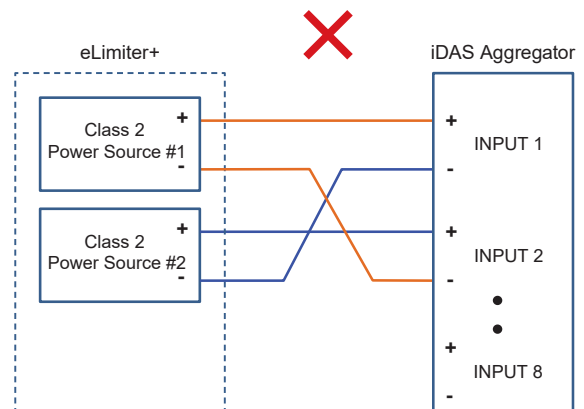 eLimiter+
iDAS Aggregator
Class 2
Power Source #1
+
-
+
INPUT 1
-
Class 2
Power Source #2
+
-
+
INPUT 2
-
+
INPUT 8
-